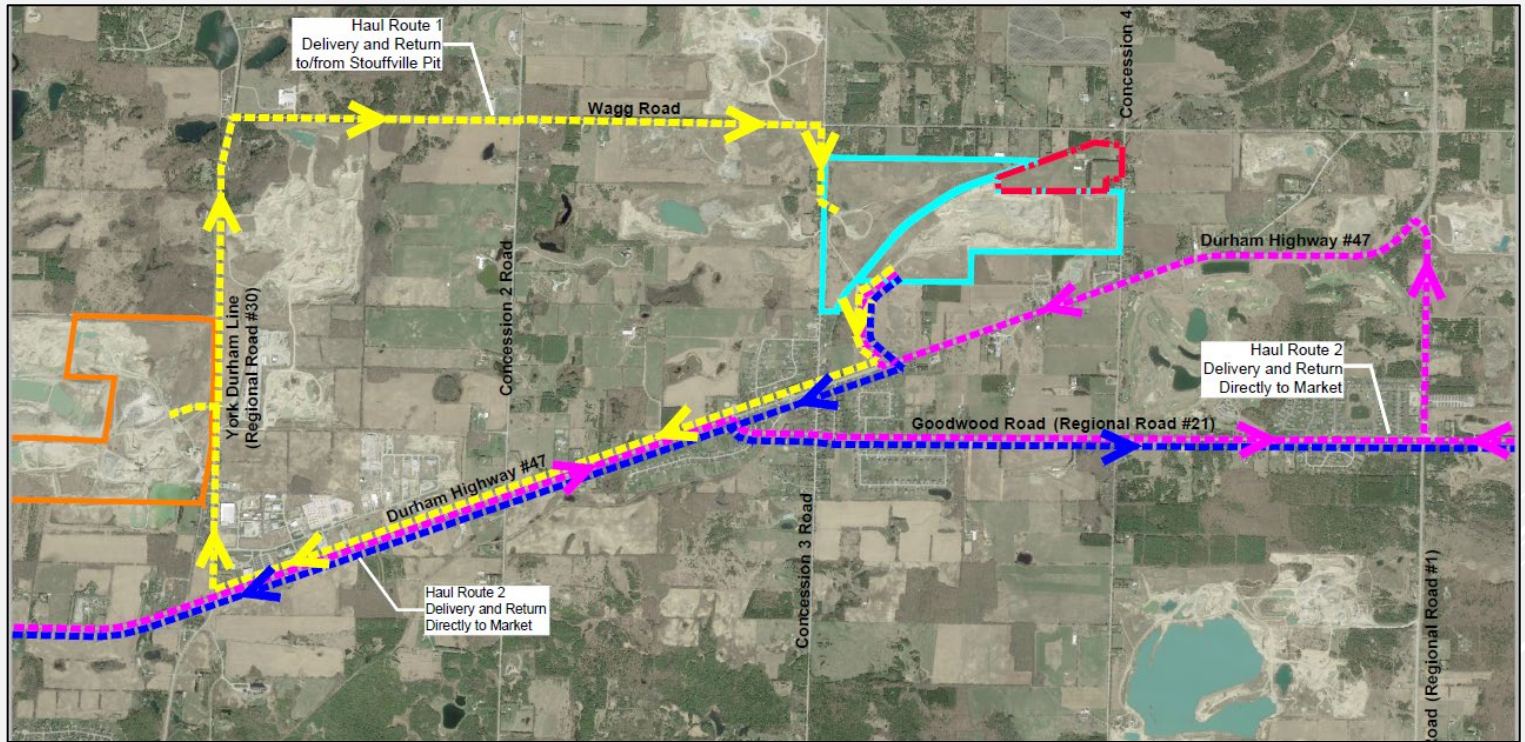 Haul Route 1
Delivery and Return
to/from Stouffville Pit
Wagg Road
Concession 4
Concession 2 Road
York Durham Line
(Regional Road #30)
Durham Highway #47
Haul Route 2
Delivery and Return
Directly to Market
Goodwood Road (Regional Road #21)
Durham Highway #47
Haul Route 2
Delivery and Return
Directly to Market
Concession 3 Road
Road (Regional Road #1)